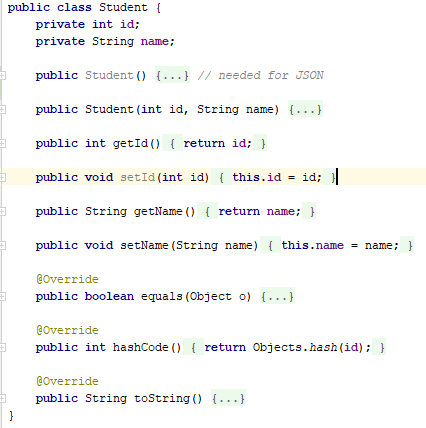 public class Student {
    private int id;
    private String name;

    public Student() {...} // needed for JSON

    public Student(int id, String name) {...}

    public int getId() { return id; }

    public void setId(int id) { this.id = id; }

    public String getName() { return name; }

    public void setName(String name) { this.name = name; }

    @Override
    public boolean equals(Object o) {...}

    @Override
    public int hashCode() { return Objects.hash(id); }

    @Override
    public String toString() {...}
}